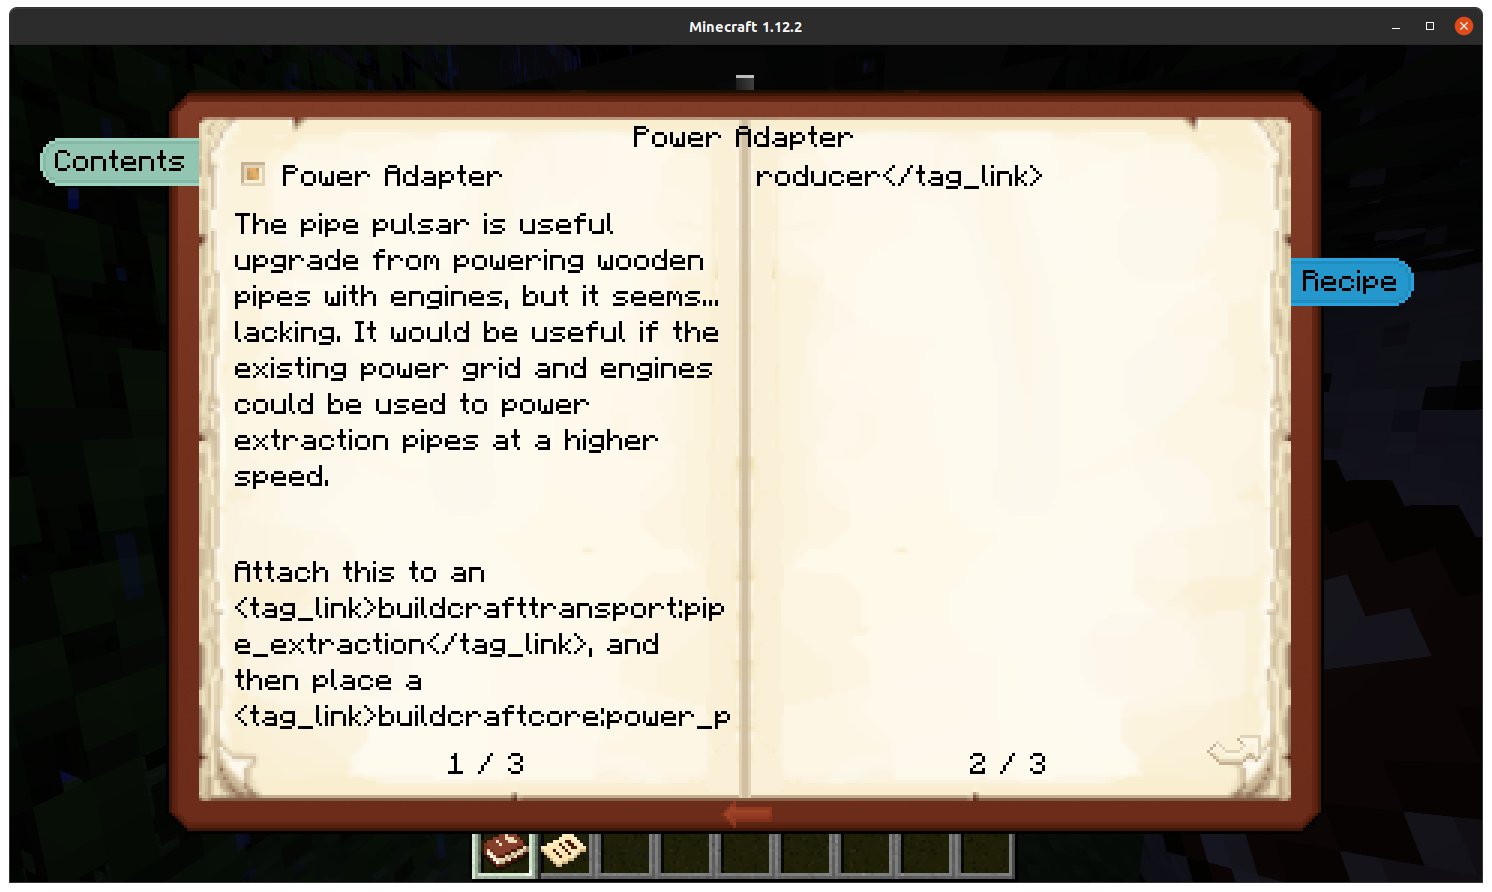 Minecraft 1.12.2
Contents
Power Adapter
Power Adapter
The pipe pulsar is useful
upgrade from powering wooden
pipes with engines, but it seems...
lacking. It would be useful if the
existing power grid and engines
could be used to power
extraction pipes at a higher
speed.
Attach this to an
<tag_link>buildcrafttransport:pip
e_extraction</tag_link>, and
then place a
<tag_link>buildcraftcore:power_p
1 / 3
roducer</tag_link>
2 / 3
Recipe